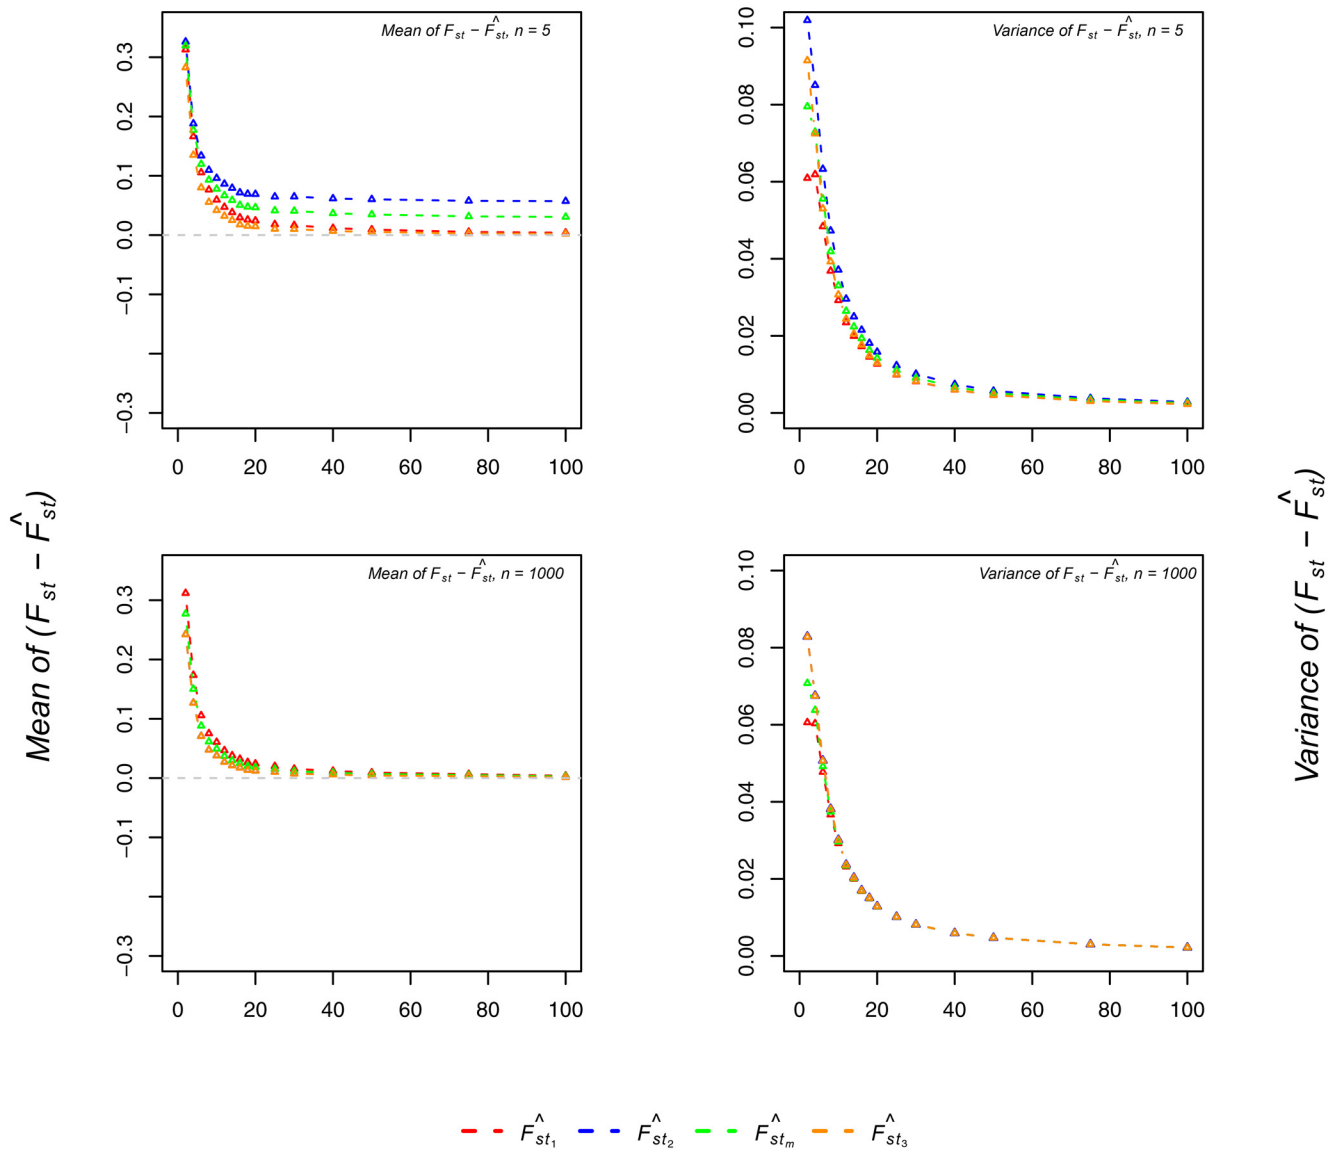 Mean of F_st − F̂_st, n = 5
0.3
0.2
0.1
0.0
−0.1
−0.3
0 20 40 60 80 100
Variance of F_st − F̂_st, n = 5
0.10
0.08
0.06
0.04
0.02
0.00
0 20 40 60 80 100
Mean of (F_st − F̂_st)
Variance of (F_st − F̂_st)
Mean of F_st − F̂_st, n = 1000
0.3
0.2
0.1
0.0
−0.1
−0.3
0 20 40 60 80 100
Variance of F_st − F̂_st, n = 1000
0.10
0.08
0.06
0.04
0.02
0.00
0 20 40 60 80 100
F̂_st₁ F̂_st₂ F̂_st_m F̂_st₃